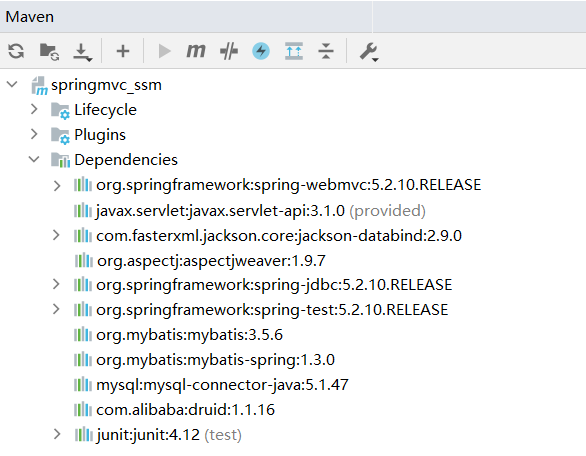 Maven
springmvc_ssm
Lifecycle
Plugins
Dependencies
org.springframework:spring-webmvc:5.2.10.RELEASE
javax.servlet:javax.servlet-api:3.1.0 (provided)
com.fasterxml.jackson.core:jackson-databind:2.9.0
org.aspectj:aspectjweaver:1.9.7
org.springframework:spring-jdbc:5.2.10.RELEASE
org.springframework:spring-test:5.2.10.RELEASE
org.mybatis:mybatis:3.5.6
org.mybatis:mybatis-spring:1.3.0
mysql:mysql-connector-java:5.1.47
com.alibaba:druid:1.1.16
junit:junit:4.12 (test)